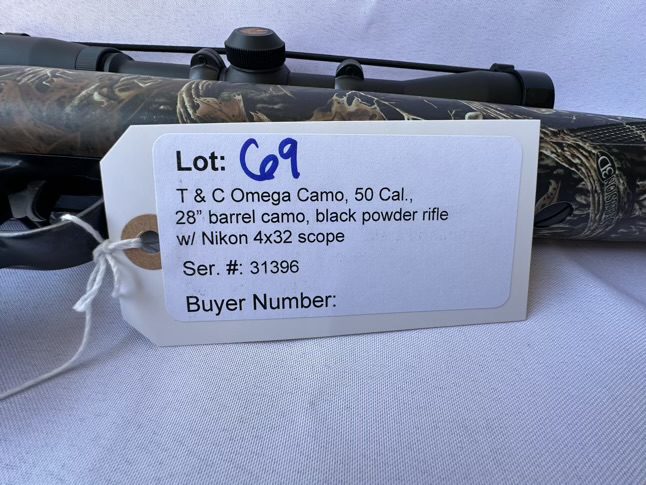 Lot: 69
T & C Omega Camo, 50 Cal.,
28” barrel camo, black powder rifle
w/ Nikon 4x32 scope
Ser. #: 31396
Buyer Number: